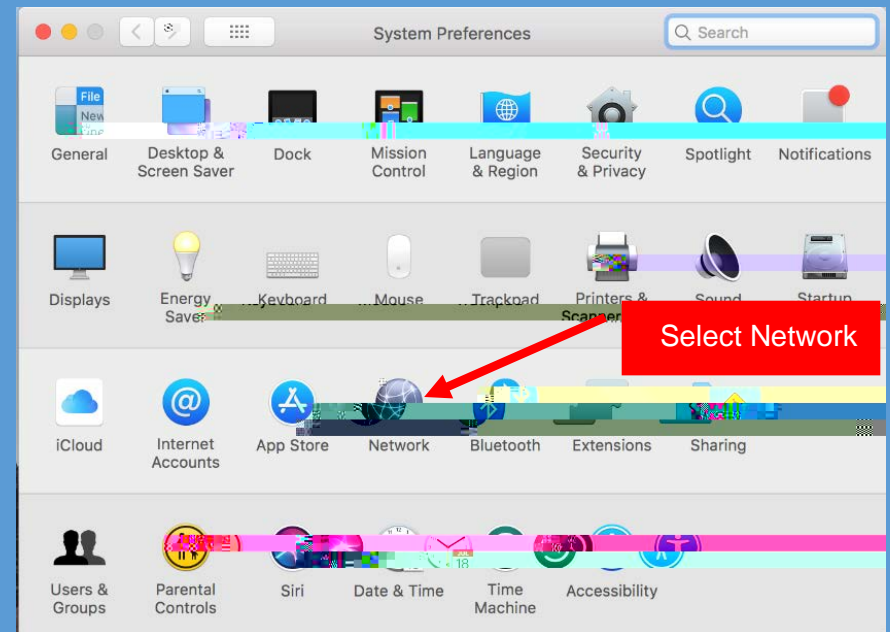 System Preferences
Search
File
New
General
Desktop &
Screen Saver
Dock
Mission
Control
Language
& Region
Security
& Privacy
Spotlight
Notifications
Displays
Energy
Saver
Keyboard
Mouse
Trackpad
Printers &
Sound
Startup
Select Network
iCloud
Internet
Accounts
App Store
Network
Bluetooth
Extensions
Sharing
JUL
18
Users &
Groups
Parental
Controls
Siri
Date & Time
Time
Machine
Accessibility